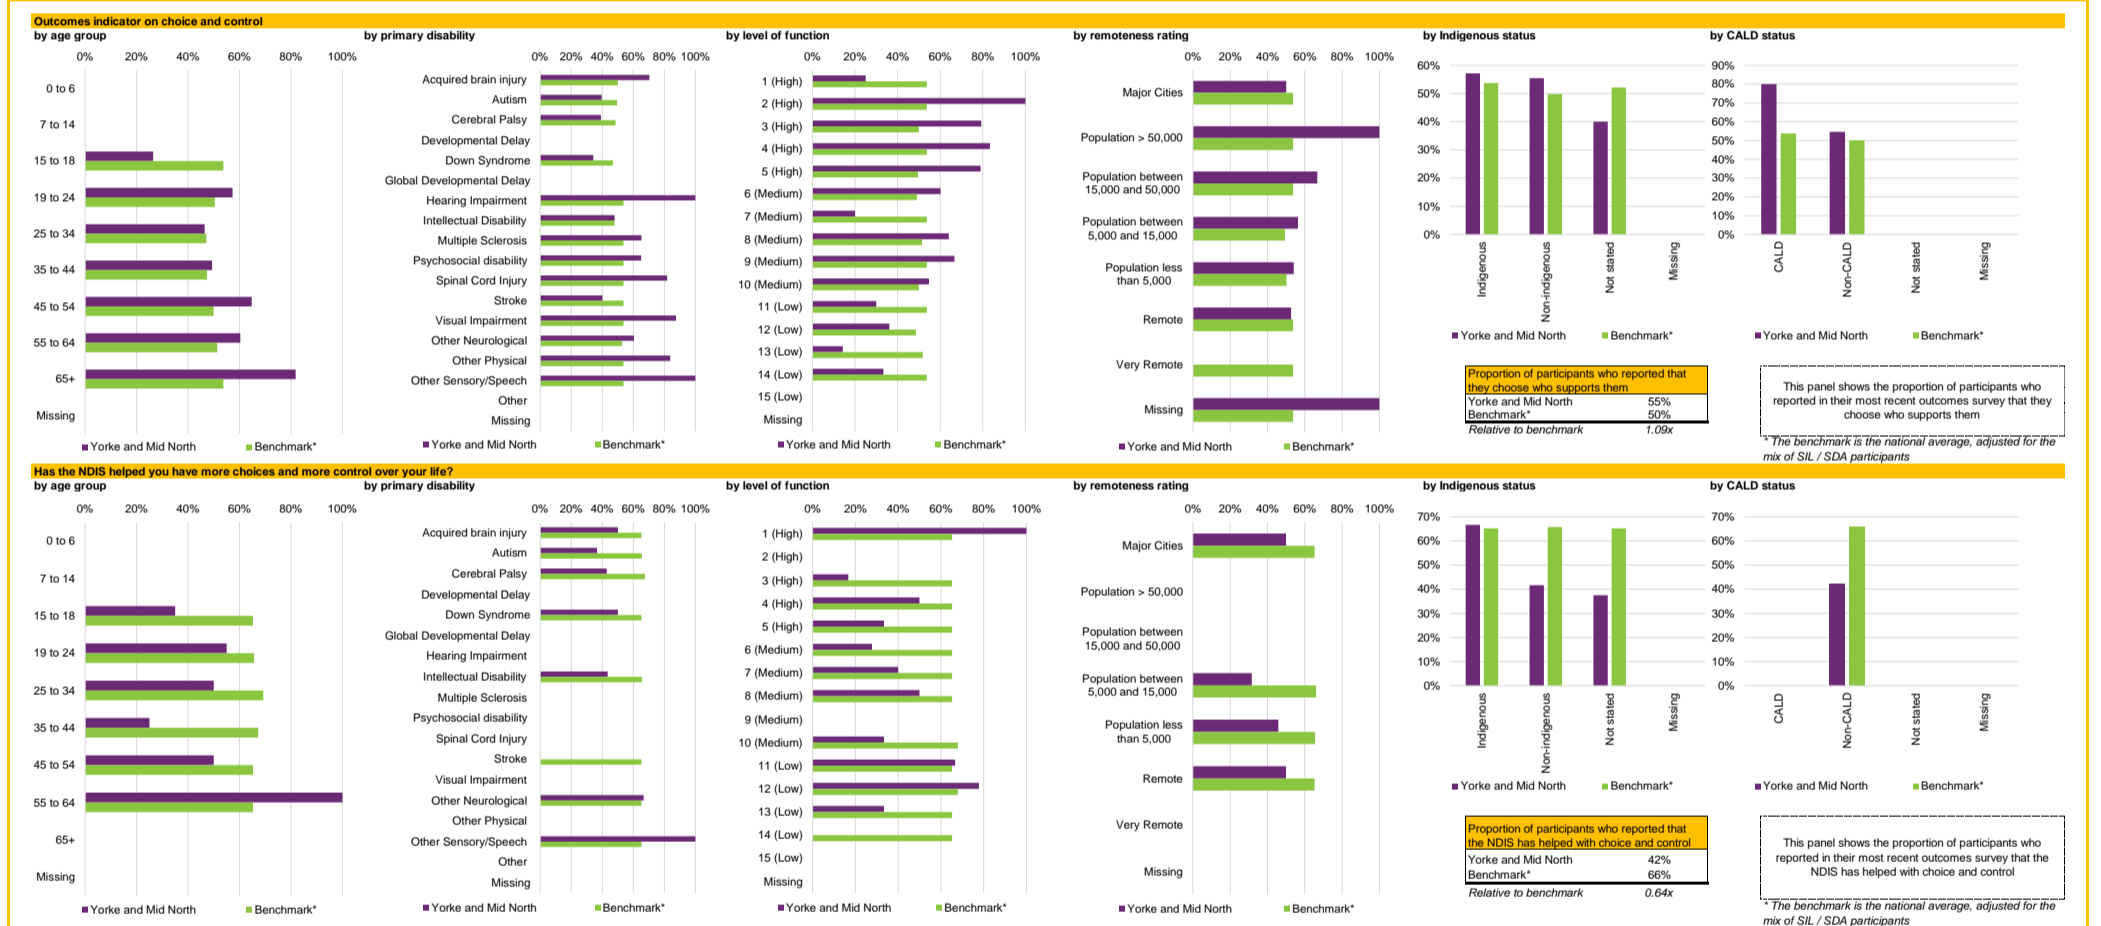 Outcomes indicator on choice and control
by age group
0% 20% 40% 60% 80% 100%
0 to 6
7 to 14
15 to 18
19 to 24
25 to 34
35 to 44
45 to 54
55 to 64
65+
Missing
Yorke and Mid North Benchmark*
by primary disability
0% 20% 40% 60% 80% 100%
Acquired brain injury
Autism
Cerebral Palsy
Developmental Delay
Down Syndrome
Global Developmental Delay
Hearing Impairment
Intellectual Disability
Multiple Sclerosis
Psychosocial disability
Spinal Cord Injury
Stroke
Visual Impairment
Other Neurological
Other Physical
Other Sensory/Speech
Other
Missing
Yorke and Mid North Benchmark*
by level of function
0% 20% 40% 60% 80% 100%
1 (High)
2 (High)
3 (High)
4 (High)
5 (High)
6 (Medium)
7 (Medium)
8 (Medium)
9 (Medium)
10 (Medium)
11 (Low)
12 (Low)
13 (Low)
14 (Low)
15 (Low)
Missing
Yorke and Mid North Benchmark*
by remoteness rating
0% 20% 40% 60% 80% 100%
Major Cities
Population > 50,000
Population between
15,000 and 50,000
Population between
5,000 and 15,000
Population less
than 5,000
Remote
Very Remote
Missing
Yorke and Mid North Benchmark*
by Indigenous status
60%
50%
40%
30%
20%
10%
0%
Indigenous
Non-indigenous
Not stated
Missing
Yorke and Mid North Benchmark*
Proportion of participants who reported that
they choose who supports them
Yorke and Mid North 55%
Benchmark* 50%
Relative to benchmark 1.09x
by CALD status
90%
80%
70%
60%
50%
40%
30%
20%
10%
0%
CALD
Non-CALD
Not stated
Missing
Yorke and Mid North Benchmark*
This panel shows the proportion of participants who
reported in their most recent outcomes survey that they
choose who supports them
* The benchmark is the national average, adjusted for the
mix of SIL / SDA participants
Has the NDIS helped you have more choices and more control over your life?
by age group
0% 20% 40% 60% 80% 100%
0 to 6
7 to 14
15 to 18
19 to 24
25 to 34
35 to 44
45 to 54
55 to 64
65+
Missing
Yorke and Mid North Benchmark*
by primary disability
0% 20% 40% 60% 80% 100%
Acquired brain injury
Autism
Cerebral Palsy
Developmental Delay
Down Syndrome
Global Developmental Delay
Hearing Impairment
Intellectual Disability
Multiple Sclerosis
Psychosocial disability
Spinal Cord Injury
Stroke
Visual Impairment
Other Neurological
Other Physical
Other Sensory/Speech
Other
Missing
Yorke and Mid North Benchmark*
by level of function
0% 20% 40% 60% 80% 100%
1 (High)
2 (High)
3 (High)
4 (High)
5 (High)
6 (Medium)
7 (Medium)
8 (Medium)
9 (Medium)
10 (Medium)
11 (Low)
12 (Low)
13 (Low)
14 (Low)
15 (Low)
Missing
Yorke and Mid North Benchmark*
by remoteness rating
0% 20% 40% 60% 80% 100%
Major Cities
Population > 50,000
Population between
15,000 and 50,000
Population between
5,000 and 15,000
Population less
than 5,000
Remote
Very Remote
Missing
Yorke and Mid North Benchmark*
by Indigenous status
70%
60%
50%
40%
30%
20%
10%
0%
Indigenous
Non-indigenous
Not stated
Missing
Yorke and Mid North Benchmark*
Proportion of participants who reported that
the NDIS has helped with choice and control
Yorke and Mid North 42%
Benchmark* 66%
Relative to benchmark 0.64x
by CALD status
70%
60%
50%
40%
30%
20%
10%
0%
CALD
Non-CALD
Not stated
Missing
Yorke and Mid North Benchmark*
This panel shows the proportion of participants who
reported in their most recent outcomes survey that the
NDIS has helped with choice and control
* The benchmark is the national average, adjusted for the
mix of SIL / SDA participants